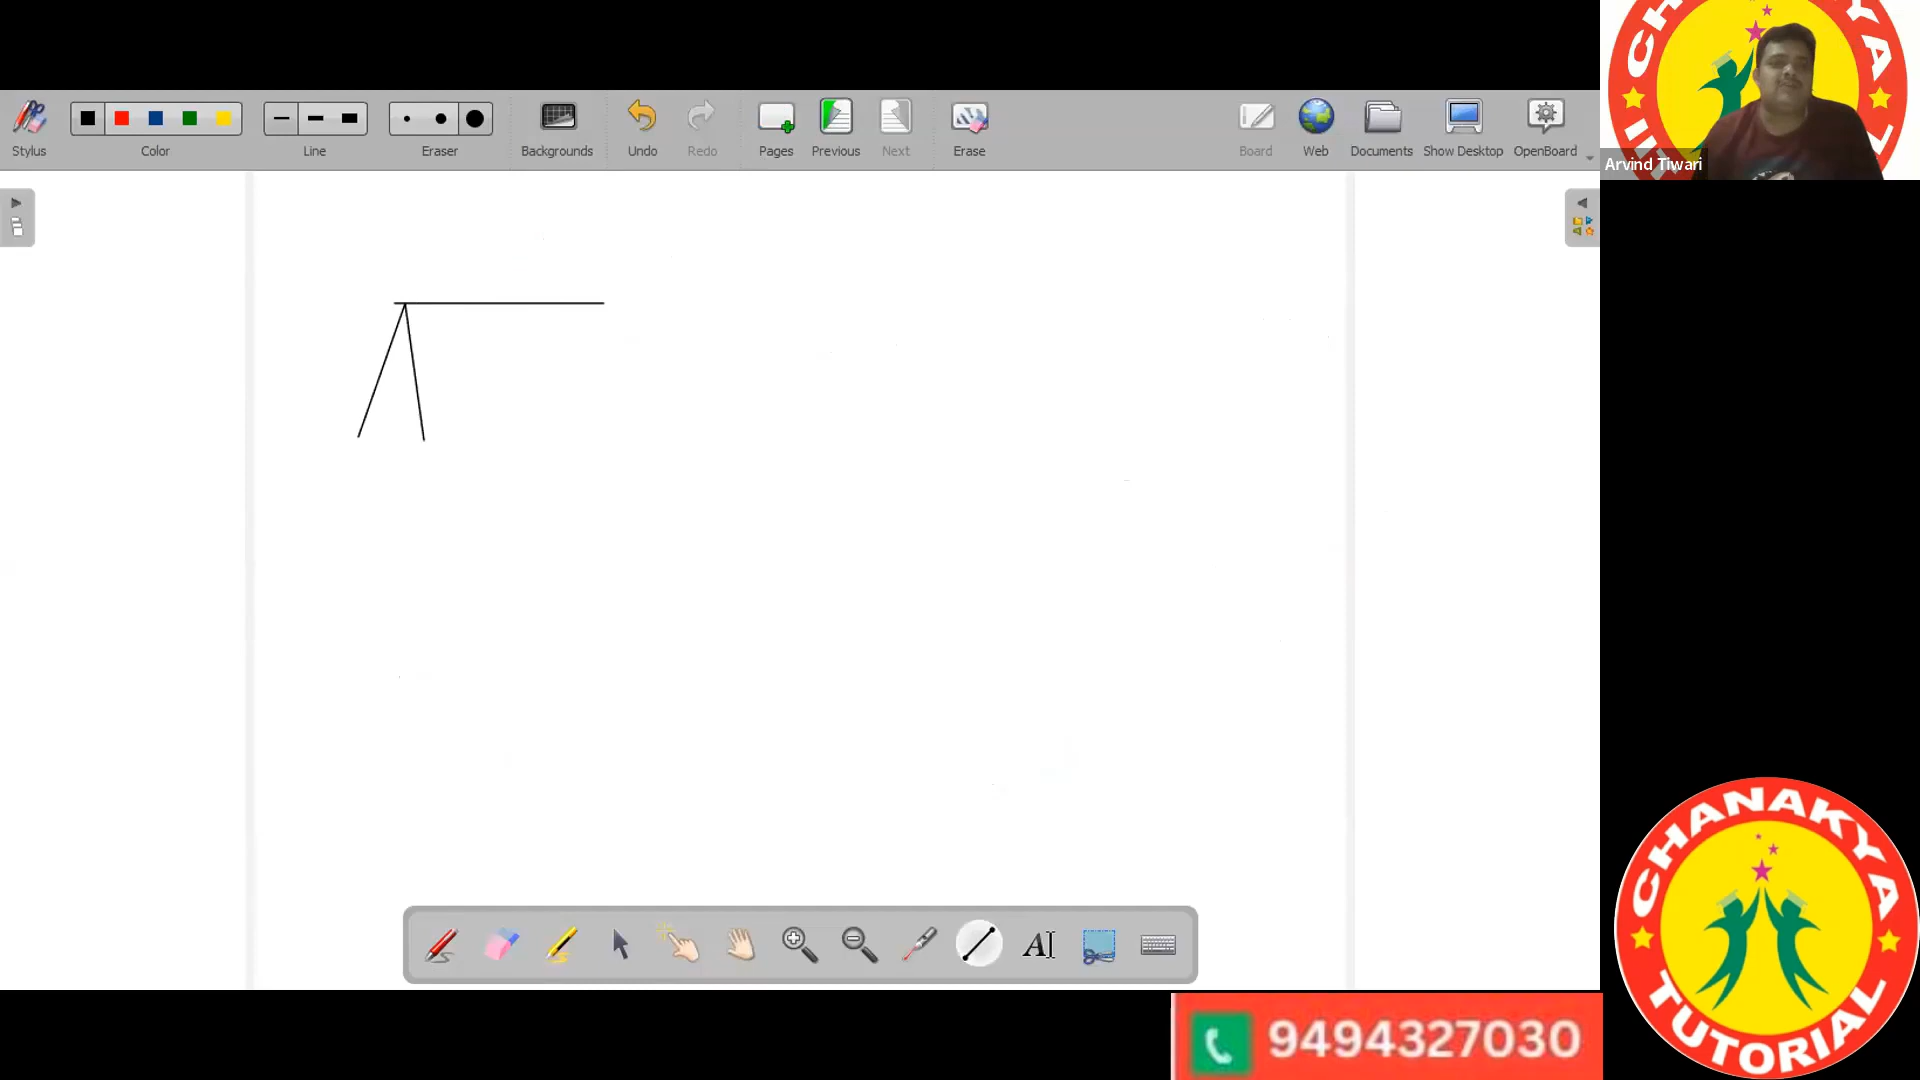 Stylus
Color
Line
Eraser
Backgrounds
Undo
Redo
Pages
Previous
Next
Erase
Board
Web
Documents
Show Desktop
OpenBoard
Arvind Tiwari
AI
CHANAKYA
TUTORIAL
9494327030